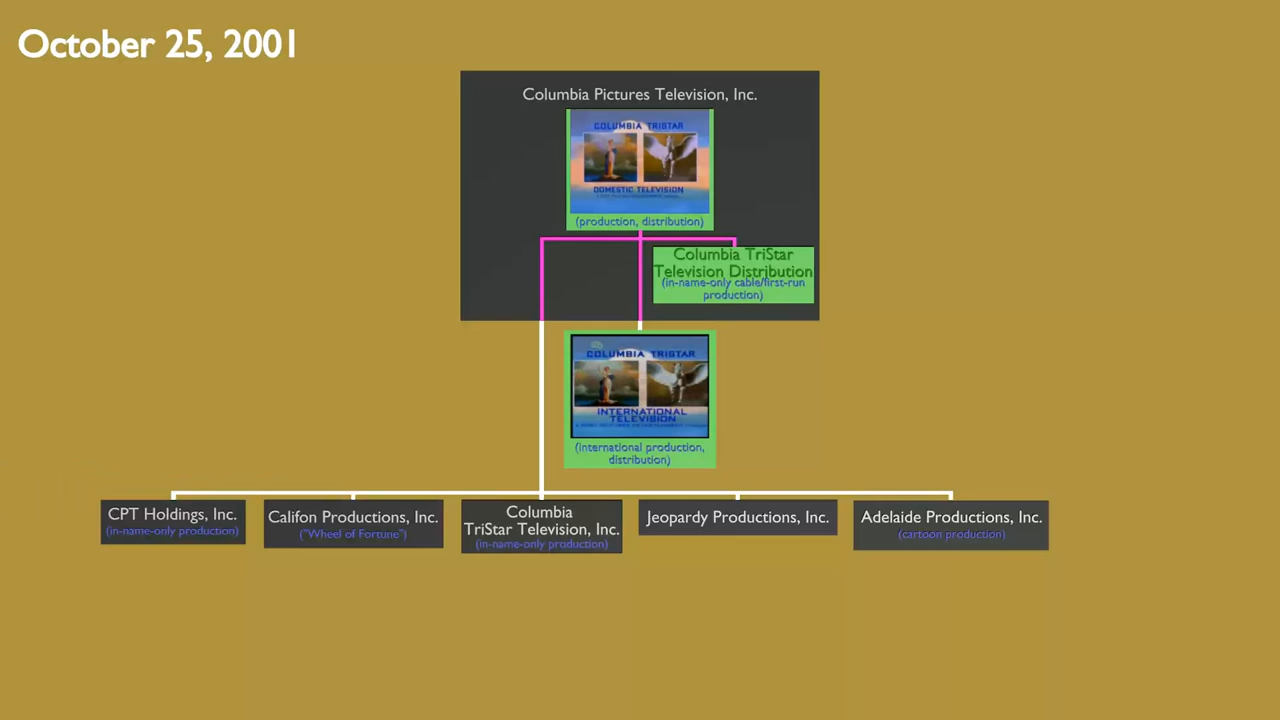 October 25, 2001
Columbia Pictures Television, Inc.
COLUMBIA TRISTAR
DOMESTIC TELEVISION
(production, distribution)
Columbia TriStar
Television Distribution
(in-name-only cable/first-run
production)
COLUMBIA TRISTAR
INTERNATIONAL
TELEVISION
(international production,
distribution)
CPT Holdings, Inc.
(in-name-only production)
Califon Productions, Inc.
("Wheel of Fortune")
Columbia
TriStar Television, Inc.
(in-name-only production)
Jeopardy Productions, Inc.
Adelaide Productions, Inc.
(cartoon production)